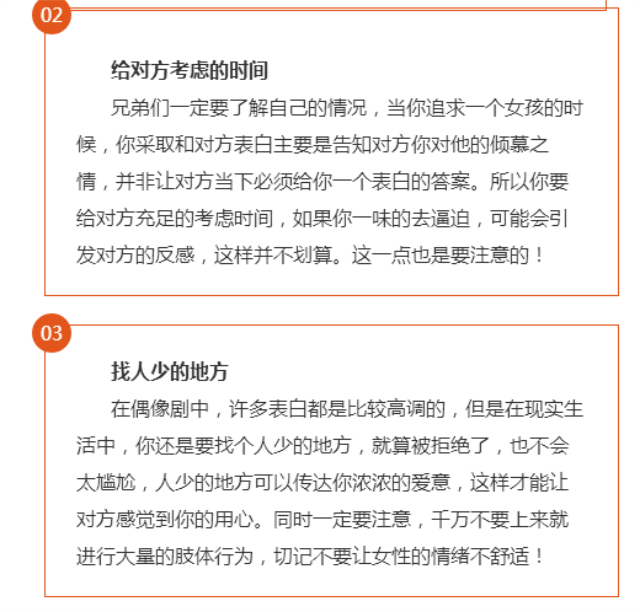 02
给对方考虑的时间
兄弟们一定要了解自己的情况，当你追求一个女孩的时
候，你采取和对方表白主要是告知对方你对他的倾慕之
情，并非让对方当下必须给你一个表白的答案。所以你要
给对方充足的考虑时间，如果你一味的去逼迫，可能会引
发对方的反感，这样并不划算。这一点也是要注意的！
03
找人少的地方
在偶像剧中，许多表白都是比较高调的，但是在现实生
活中，你还是要找个人少的地方，就算被拒绝了，也不会
太尴尬，人少的地方可以传达你浓浓的爱意，这样才能让
对方感觉到你的用心。同时一定要注意，千万不要上来就
进行大量的肢体行为，切记不要让女性的情绪不舒适！